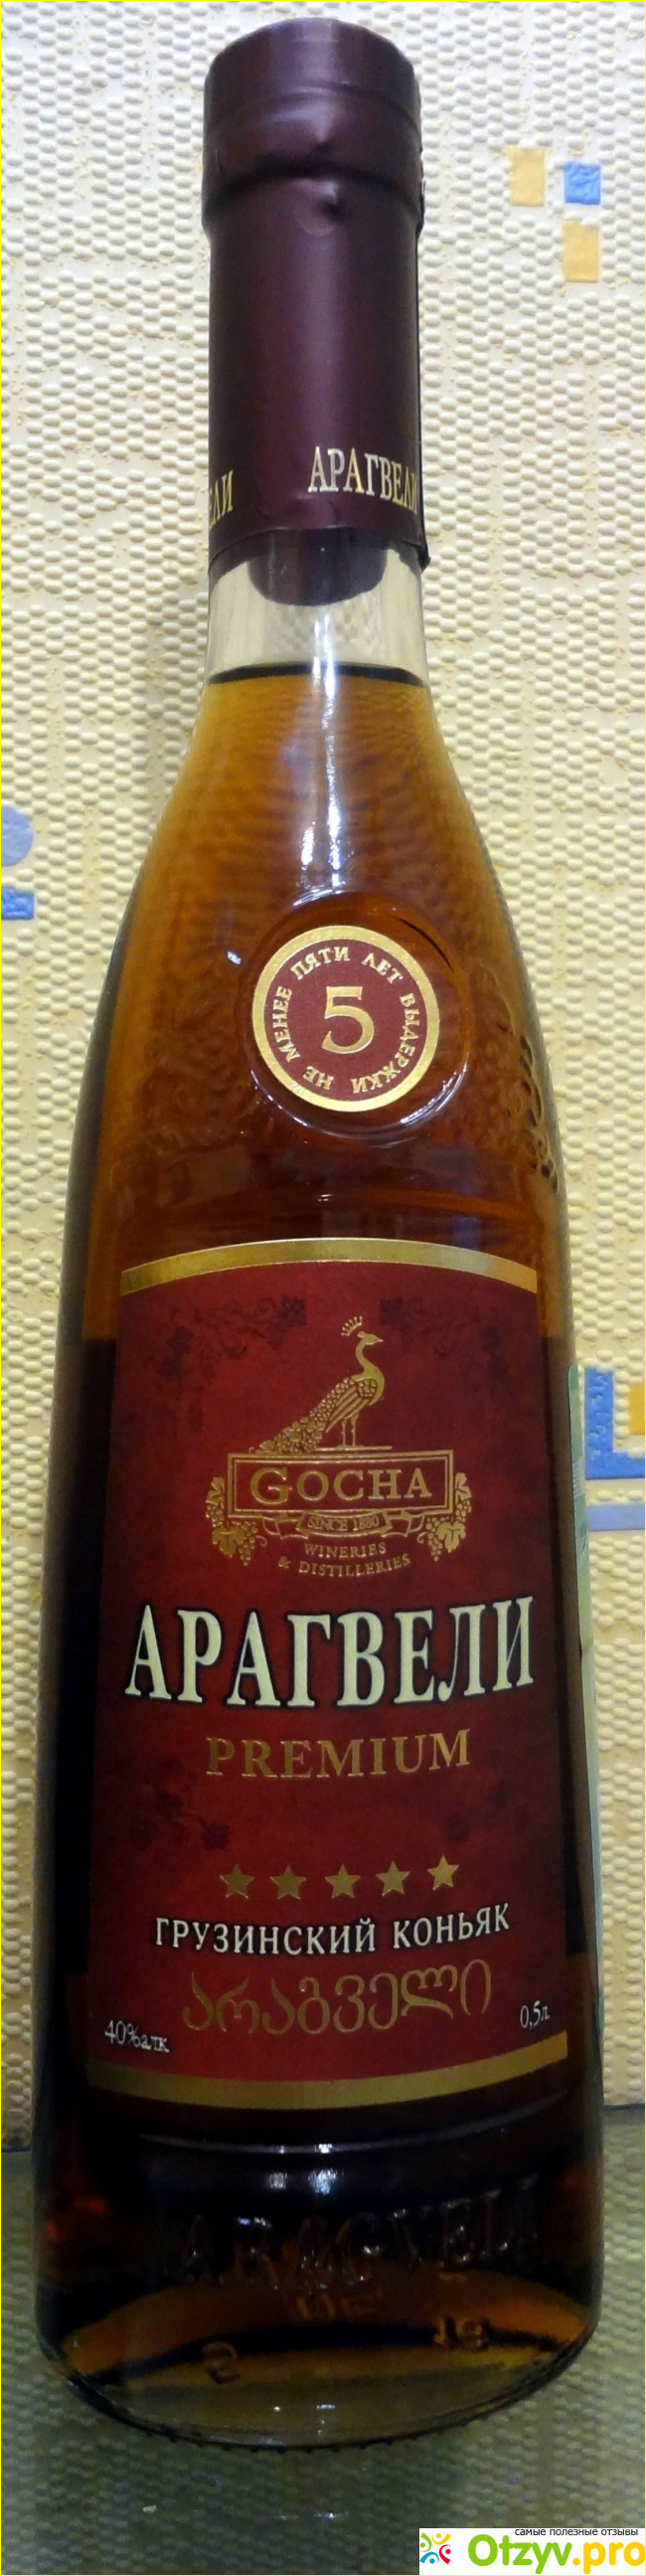 АРАГВЕЛИ
ЕЛИ
НЕ МЕНЕЕ ПЯТИ ЛЕТ ВЫДЕРЖКИ
5
GOCHA
SINCE 1880
WINERIES
& DISTILLERIES
АРАГВЕЛИ
PREMIUM
ГРУЗИНСКИЙ КОНЬЯК
არაგველი
40%алк.
0,5л.
ARAGVELI
самые полезные отзывы
Otzyv.pro